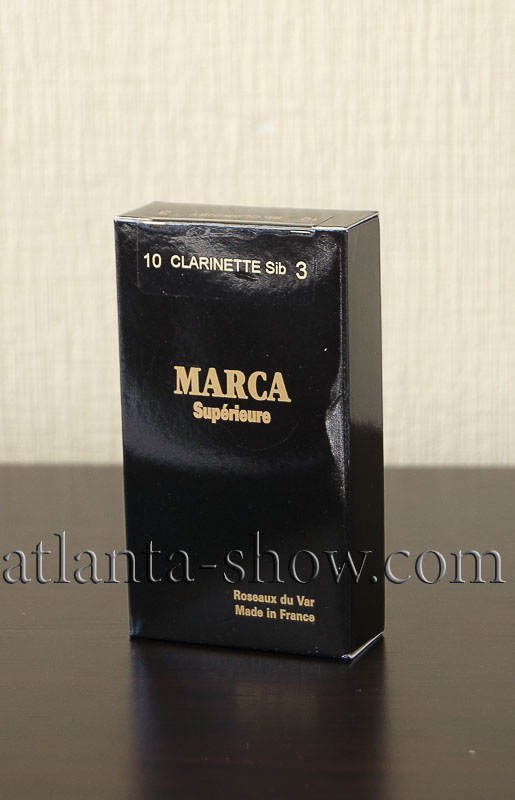 10 CLARINETTE Sib 3
MARCA
Supérieure
atlanta-show.com
Roseaux du Var
Made in France